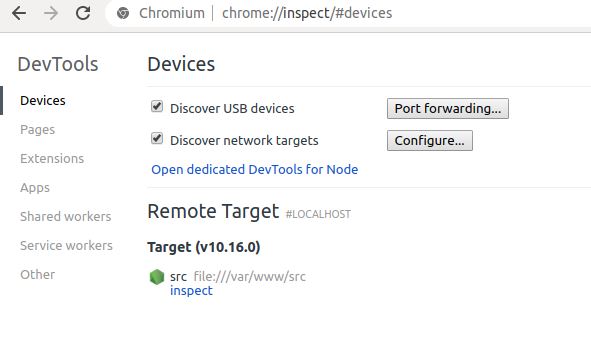 Chromium | chrome://inspect/#devices
DevTools
Devices
Pages
Extensions
Apps
Shared workers
Service workers
Other
Devices
Discover USB devices Port forwarding...
Discover network targets Configure...
Open dedicated DevTools for Node
Remote Target #LOCALHOST
Target (v10.16.0)
src file:///var/www/src
inspect